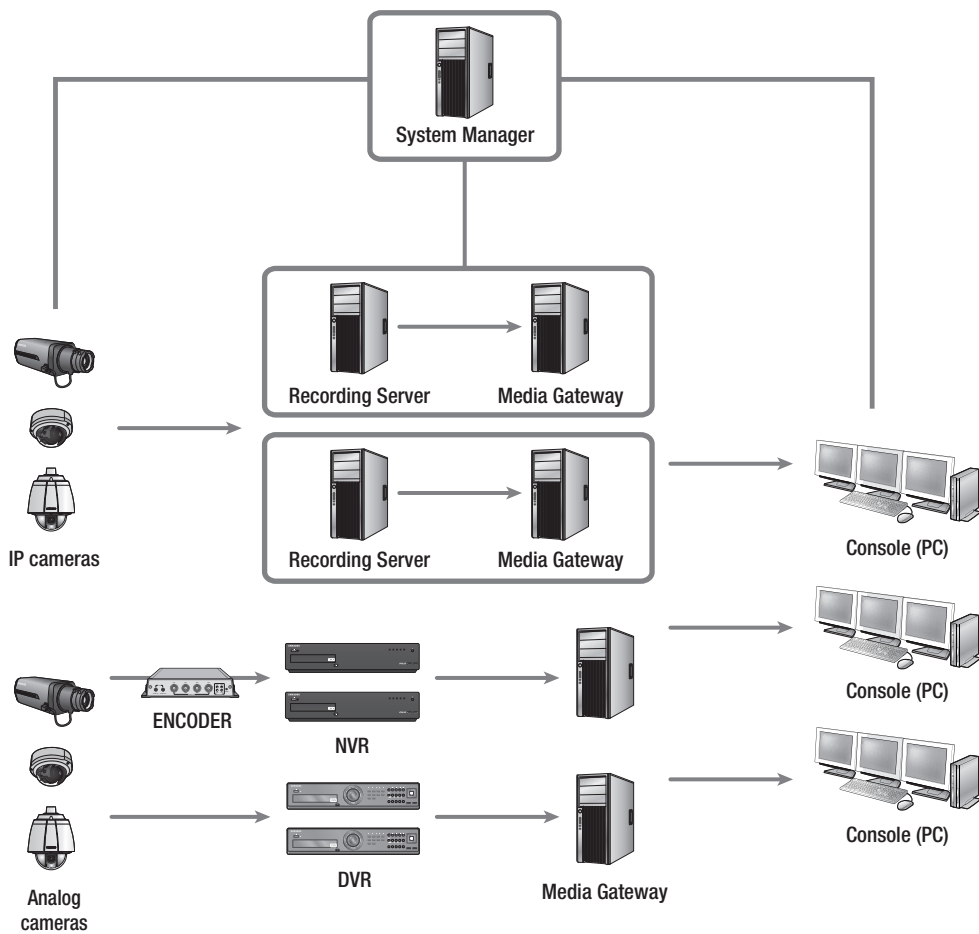 System Manager
Recording Server
Media Gateway
Recording Server
Media Gateway
IP cameras
Console (PC)
ENCODER
NVR
Console (PC)
DVR
Media Gateway
Console (PC)
Analog
cameras